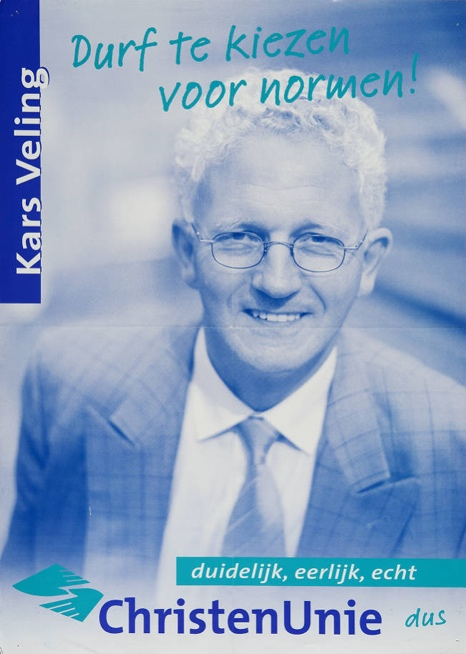 Durf te kiezen
voor normen!
Kars Veling
duidelijk, eerlijk, echt
ChristenUnie dus